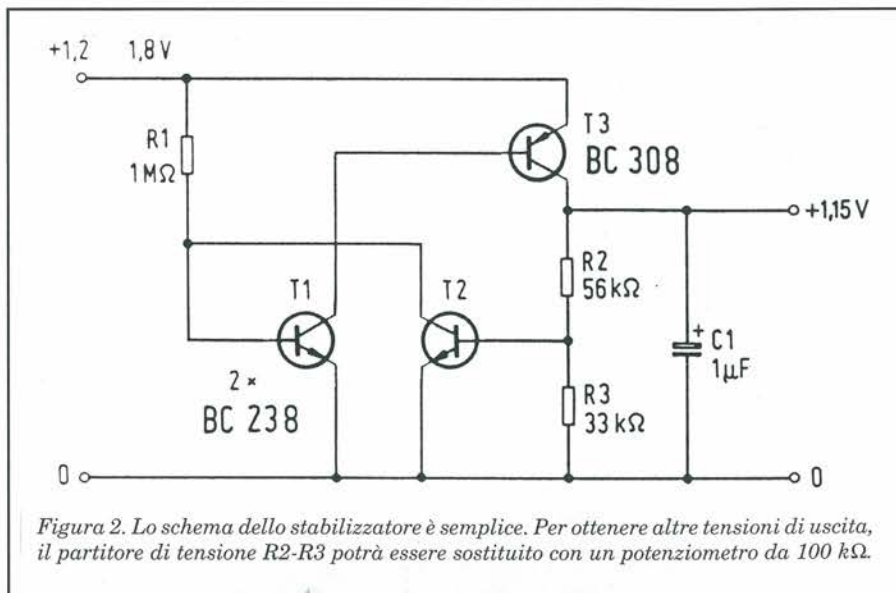 +1,2 1,8 V
T3
R1
1MΩ
BC 308
+1,15 V
R2
56kΩ
T1
T2
+
C1
1µF
2 ×
BC 238
R3
33 kΩ
0
0
Figura 2. Lo schema dello stabilizzatore è semplice. Per ottenere altre tensioni di uscita,
il partitore di tensione R2-R3 potrà essere sostituito con un potenziometro da 100 kΩ.